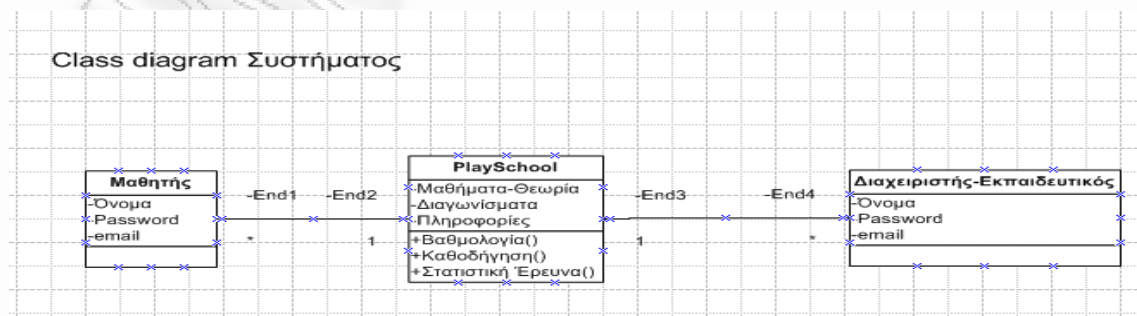 Class diagram Συστήματος
Μαθητής
-Όνομα
-Password
-email
-End1
-End2
*
1
PlaySchool
-Μαθήματα-Θεωρία
-Διαγωνίσματα
-Πληροφορίες
+Βαθμολογία()
+Καθοδήγηση()
+Στατιστική Έρευνα()
-End3
-End4
1
*
Διαχειριστής-Εκπαιδευτικός
-Όνομα
-Password
-email